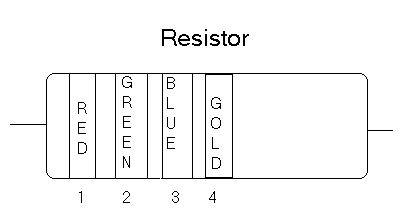 Resistor
RED
GREEN
BLUE
GOLD
1 2 3 4